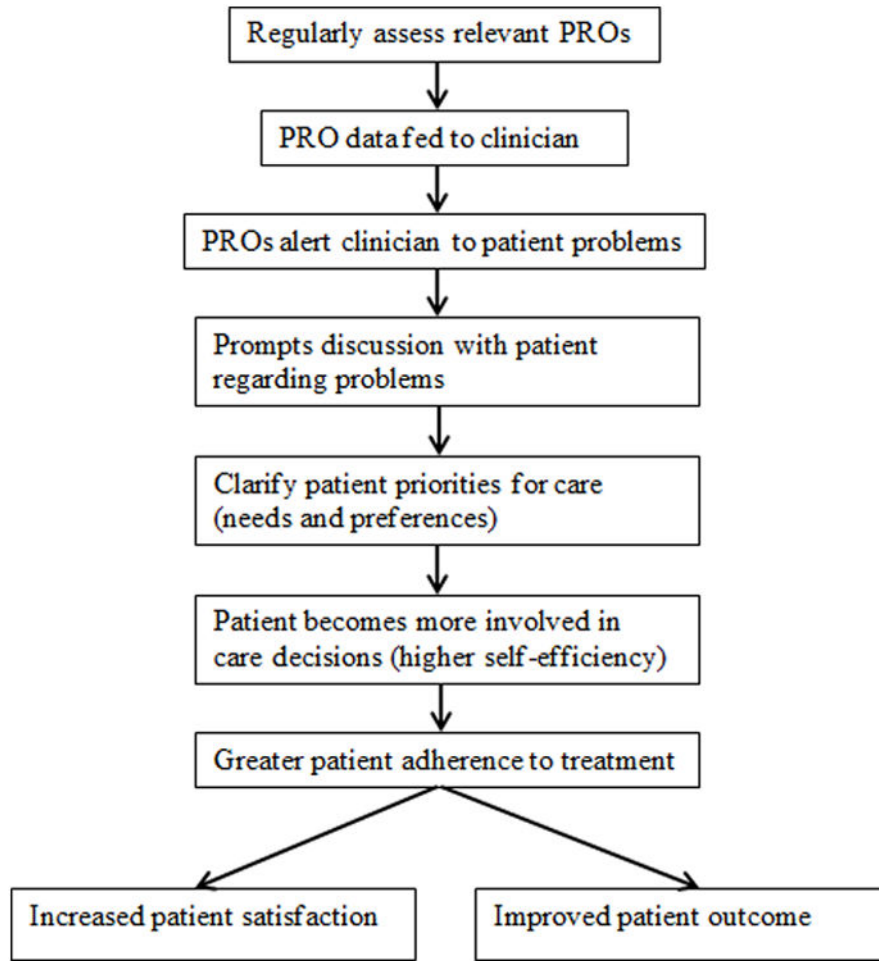 Regularly assess relevant PROs
PRO data fed to clinician
PROs alert clinician to patient problems
Prompts discussion with patient
regarding problems
Clarify patient priorities for care
(needs and preferences)
Patient becomes more involved in
care decisions (higher self-efficiency)
Greater patient adherence to treatment
Increased patient satisfaction
Improved patient outcome